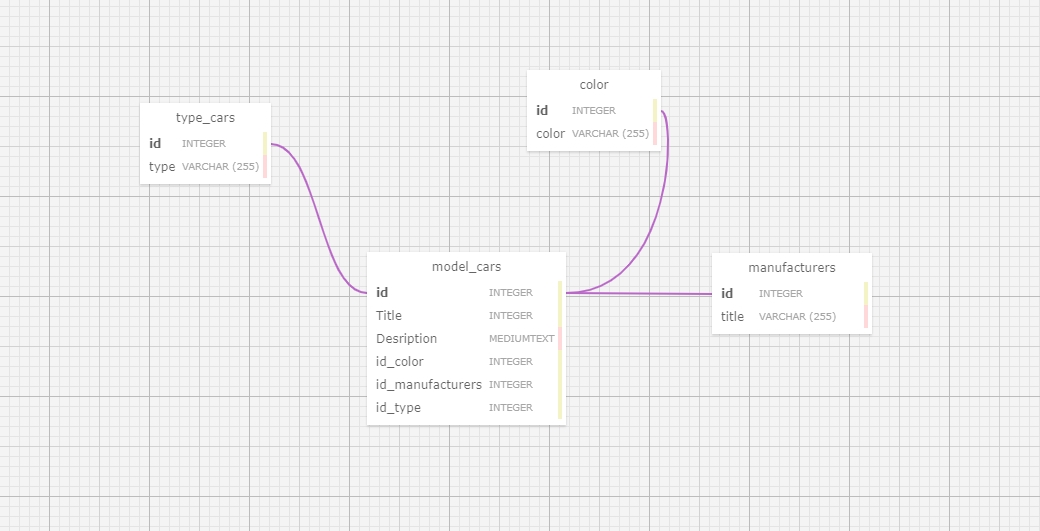 color
id INTEGER
color VARCHAR (255)
type_cars
id INTEGER
type VARCHAR (255)
model_cars
id INTEGER
Title INTEGER
Desription MEDIUMTEXT
id_color INTEGER
id_manufacturers INTEGER
id_type INTEGER
manufacturers
id INTEGER
title VARCHAR (255)